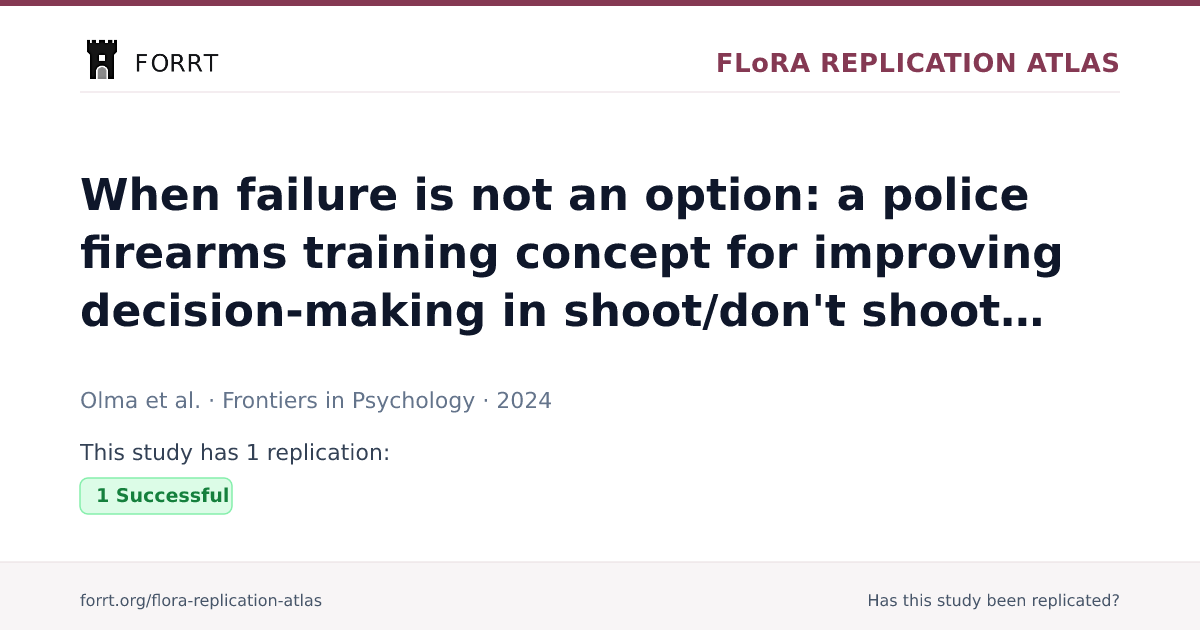 FORRT
FLoRA REPLICATION ATLAS
When failure is not an option: a police
firearms training concept for improving
decision-making in shoot/don't shoot…
Olma et al. · Frontiers in Psychology · 2024
This study has 1 replication:
1 Successful
forrt.org/flora-replication-atlas
Has this study been replicated?